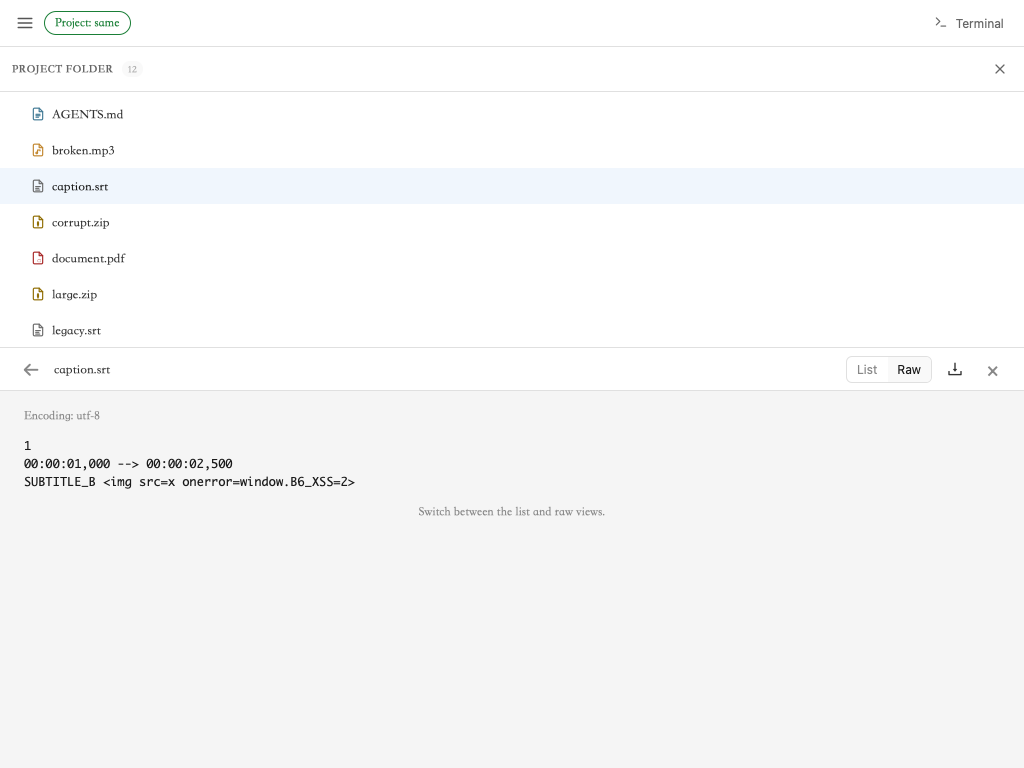 Project: same
Terminal
PROJECT FOLDER 12
AGENTS.md
broken.mp3
caption.srt
corrupt.zip
document.pdf
large.zip
legacy.srt
caption.srt
List Raw
Encoding: utf-8
1
00:00:01,000 --> 00:00:02,500
SUBTITLE_B <img src=x onerror=window.B6_XSS=2>
Switch between the list and raw views.